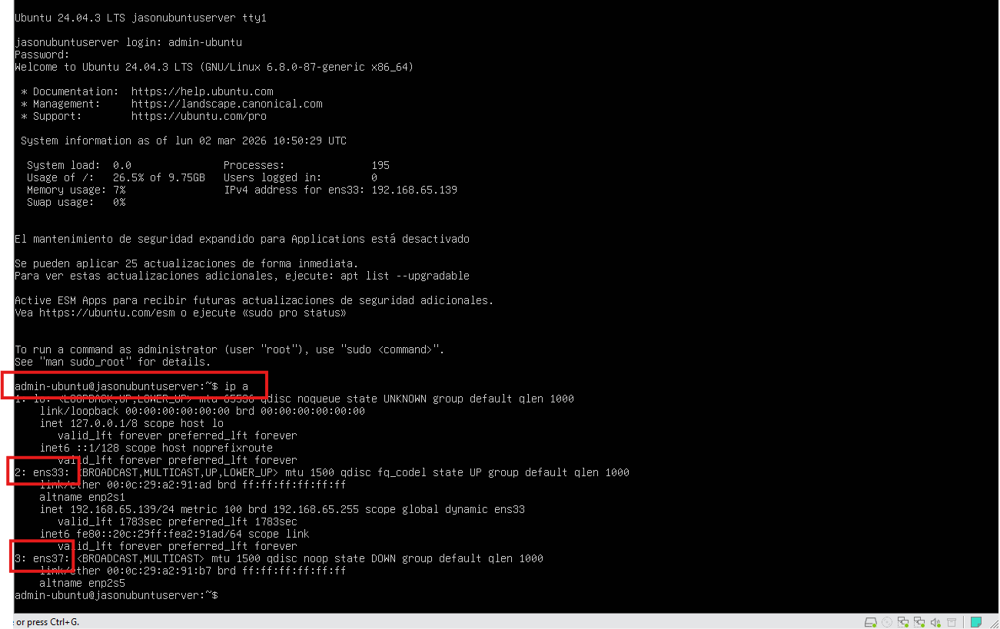 Ubuntu 24.04.3 LTS jasonubuntuserver tty1
jasonubuntuserver login: admin-ubuntu
Password:
Welcome to Ubuntu 24.04.3 LTS (GNU/Linux 6.8.0-87-generic x86_64)
* Documentation:  https://help.ubuntu.com
* Management:     https://landscape.canonical.com
* Support:        https://ubuntu.com/pro
System information as of lun 02 mar 2026 10:50:29 UTC
System load:  0.0               Processes:              195
Usage of /:   26.5% of 9.75GB   Users logged in:        0
Memory usage: 7%                IPv4 address for ens33: 192.168.65.139
Swap usage:   0%
El mantenimiento de seguridad expandido para Applications está desactivado
Se pueden aplicar 25 actualizaciones de forma inmediata.
Para ver estas actualizaciones adicionales, ejecute: apt list --upgradable
Active ESM Apps para recibir futuras actualizaciones de seguridad adicionales.
Vea https://ubuntu.com/esm o ejecute «sudo pro status»
To run a command as administrator (user "root"), use "sudo <command>".
See "man sudo_root" for details.
admin-ubuntu@jasonubuntuserver:~$ ip a
1: lo: <LOOPBACK,UP,LOWER_UP> mtu 65536 qdisc noqueue state UNKNOWN group default qlen 1000
link/loopback 00:00:00:00:00:00 brd 00:00:00:00:00:00
inet 127.0.0.1/8 scope host lo
valid_lft forever preferred_lft forever
inet6 ::1/128 scope host noprefixroute
valid_lft forever preferred_lft forever
2: ens33: <BROADCAST,MULTICAST,UP,LOWER_UP> mtu 1500 qdisc fq_codel state UP group default qlen 1000
link/ether 00:0c:29:a2:91:ad brd ff:ff:ff:ff:ff:ff
altname enp2s1
inet 192.168.65.139/24 metric 100 brd 192.168.65.255 scope global dynamic ens33
valid_lft 1783sec preferred_lft 1783sec
inet6 fe80::20c:29ff:fea2:91ad/64 scope link
valid_lft forever preferred_lft forever
3: ens37: <BROADCAST,MULTICAST> mtu 1500 qdisc noop state DOWN group default qlen 1000
link/ether 00:0c:29:a2:91:b7 brd ff:ff:ff:ff:ff:ff
altname enp2s5
admin-ubuntu@jasonubuntuserver:~$
or press Ctrl+G.